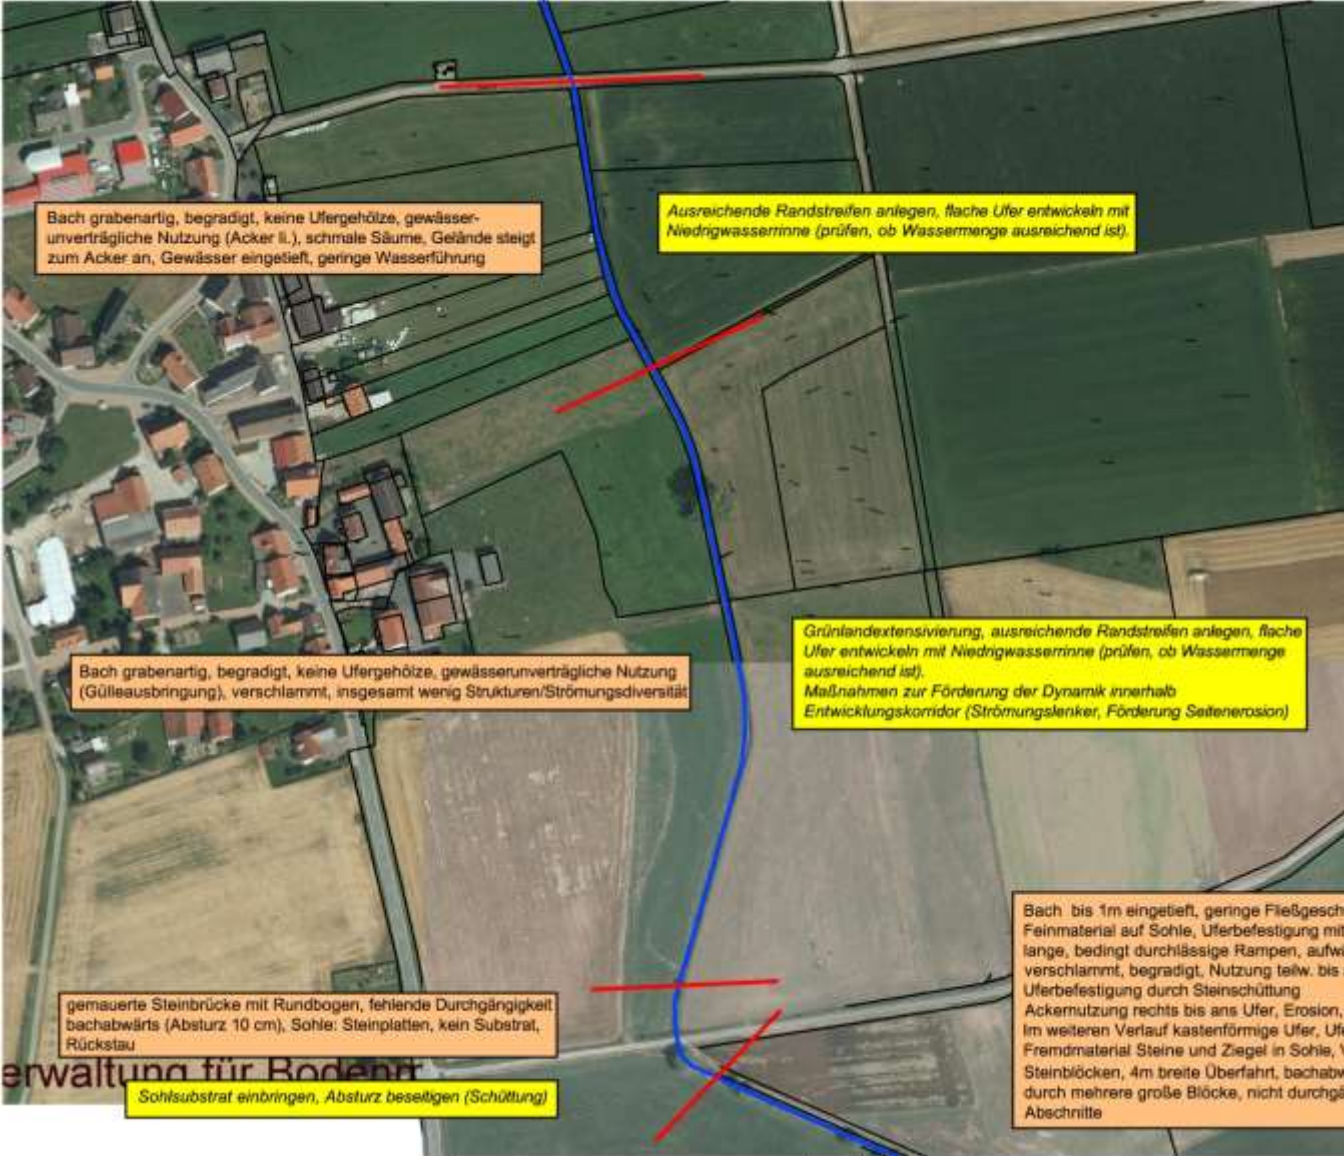 Bach grabenartig, begradigt, keine Ufergehölze, gewässer-
unverträgliche Nutzung (Acker li.), schmale Säume, Gelände steigt
zum Acker an, Gewässer eingetieft, geringe Wasserführung
Ausreichende Randstreifen anlegen, flache Ufer entwickeln mit
Niedrigwasserrinne (prüfen, ob Wassermenge ausreichend ist).
Grünlandextensivierung, ausreichende Randstreifen anlegen, flache
Ufer entwickeln mit Niedrigwasserrinne (prüfen, ob Wassermenge
ausreichend ist).
Maßnahmen zur Förderung der Dynamik innerhalb
Entwicklungskorridor (Strömungslenker, Förderung Seitenerosion)
Bach grabenartig, begradigt, keine Ufergehölze, gewässerunverträgliche Nutzung
(Gülleausbringung), verschlammt, insgesamt wenig Strukturen/Strömungsdiversität
Bach bis 1m eingetieft, geringe Fließgesch
Feinmaterial auf Sohle, Uferbefestigung mit
lange, bedingt durchlässige Rampen, aufwä
verschlammt, begradigt, Nutzung teilw. bis
Uferbefestigung durch Steinschüttung
Ackernutzung rechts bis ans Ufer, Erosion,
Im weiteren Verlauf kastenförmige Ufer, Ufe
Fremdmaterial Steine und Ziegel in Sohle,
Steinblöcken, 4m breite Überfahrt, bachabw
durch mehrere große Blöcke, nicht durchgä
Abschnitte
gemauerte Steinbrücke mit Rundbogen, fehlende Durchgängigkeit
bachabwärts (Absturz 10 cm), Sohle: Steinplatten, kein Substrat,
Rückstau
erwaltung für Bodenr
Sohlsubstrat einbringen, Absturz beseitigen (Schüttung)